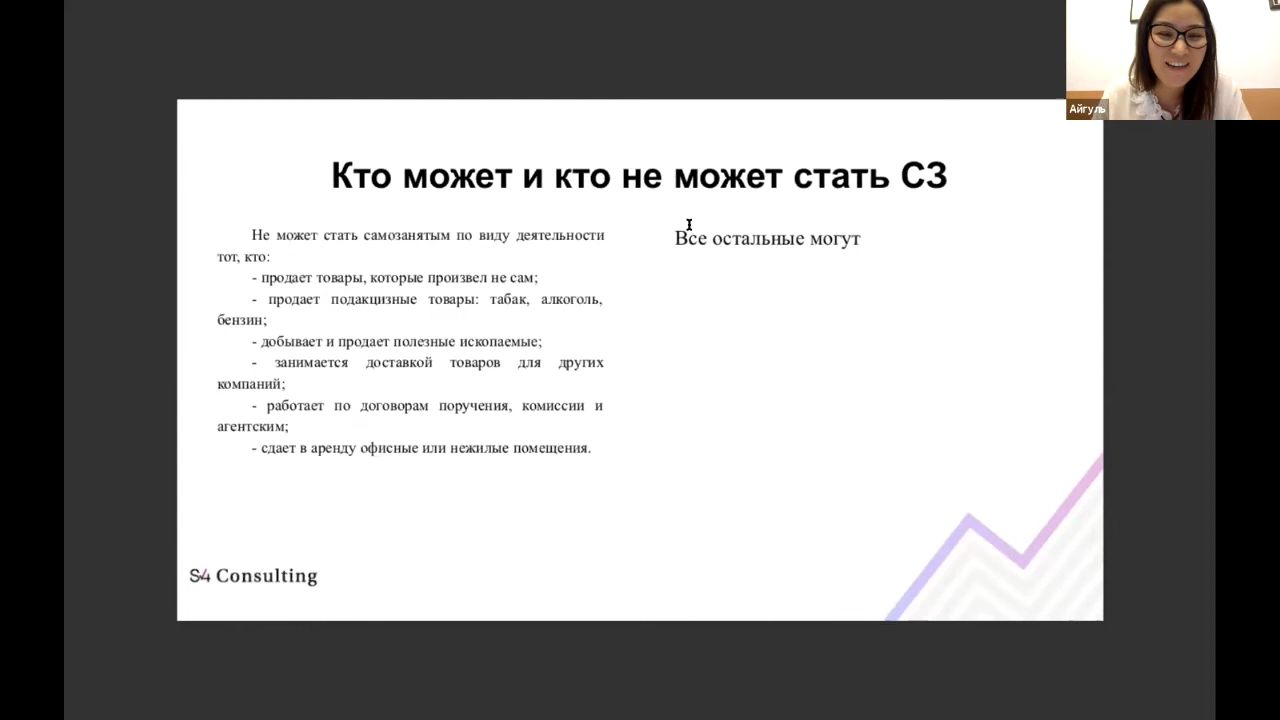 Айгуль
Кто может и кто не может стать СЗ
Не может стать самозанятым по виду деятельности
тот, кто:
- продает товары, которые произвел не сам;
- продает подакцизные товары: табак, алкоголь,
бензин;
- добывает и продает полезные ископаемые;
- занимается доставкой товаров для других
компаний;
- работает по договорам поручения, комиссии и
агентским;
- сдает в аренду офисные или нежилые помещения.
Все остальные могут
S4 Consulting